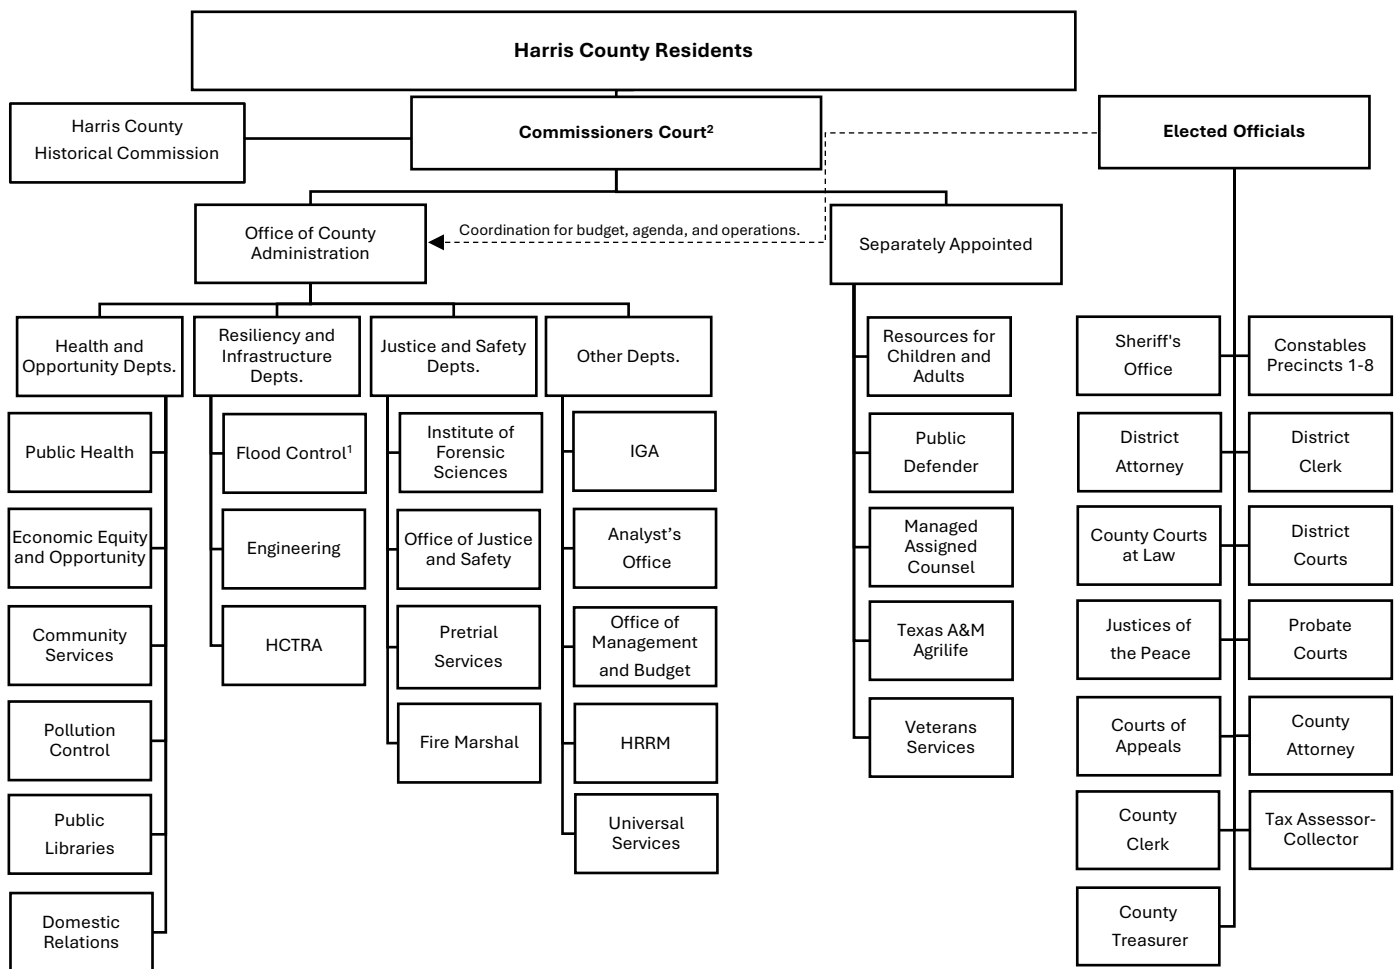 Harris County Residents
Harris County
Historical Commission
Commissioners Court²
Elected Officials
Office of County
Administration
Coordination for budget, agenda, and operations.
Separately Appointed
Health and
Opportunity Depts.
Resiliency and
Infrastructure
Depts.
Justice and Safety
Depts.
Other Depts.
Public Health
Economic Equity
and Opportunity
Community
Services
Pollution
Control
Public
Libraries
Domestic
Relations
Flood Control¹
Engineering
HCTRA
Institute of
Forensic
Sciences
Office of Justice
and Safety
Pretrial
Services
Fire Marshal
IGA
Analyst’s
Office
Office of
Management
and Budget
HRRM
Universal
Services
Resources for
Children and
Adults
Public
Defender
Managed
Assigned
Counsel
Texas A&M
Agrilife
Veterans
Services
Sheriff's
Office
Constables
Precincts 1-8
District
Attorney
District
Clerk
County Courts
at Law
District
Courts
Justices of
the Peace
Probate
Courts
Courts of
Appeals
County
Attorney
County
Clerk
Tax Assessor-
Collector
County
Treasurer